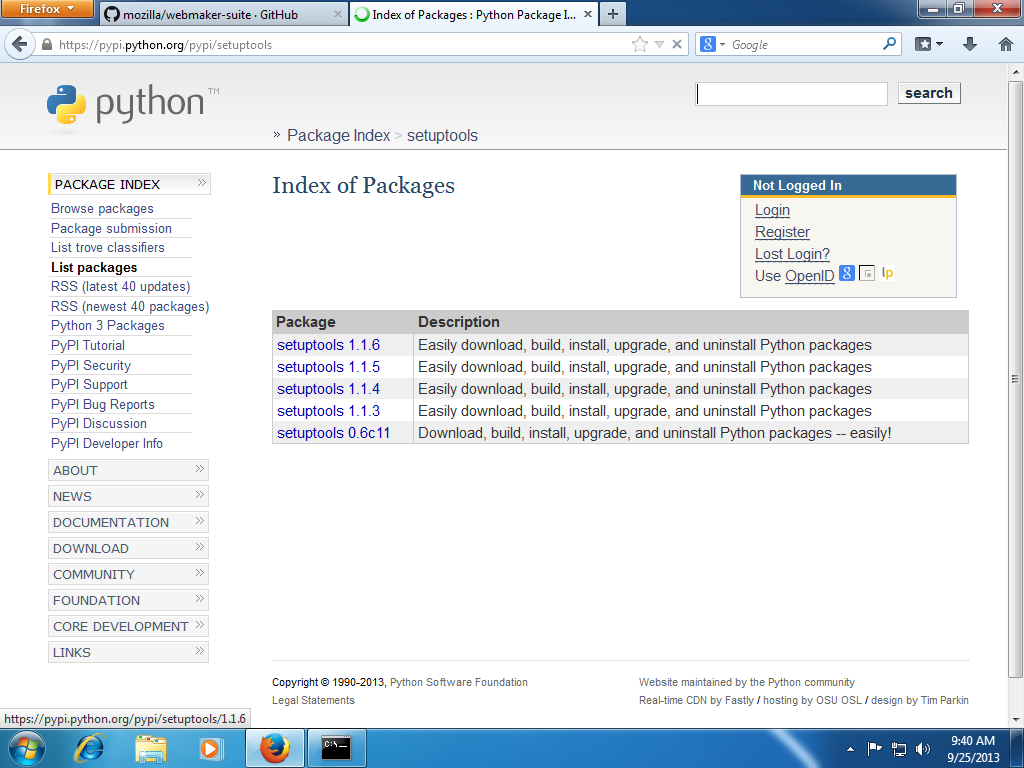 Firefox
mozilla/webmaker-suite · GitHub
Index of Packages : Python Package I...
https://pypi.python.org/pypi/setuptools
Google
python™
search
» Package Index > setuptools
PACKAGE INDEX »
Browse packages
Package submission
List trove classifiers
List packages
RSS (latest 40 updates)
RSS (newest 40 packages)
Python 3 Packages
PyPI Tutorial
PyPI Security
PyPI Support
PyPI Bug Reports
PyPI Discussion
PyPI Developer Info
ABOUT »
NEWS »
DOCUMENTATION »
DOWNLOAD »
COMMUNITY »
FOUNDATION »
CORE DEVELOPMENT »
LINKS »
Index of Packages
Not Logged In
Login
Register
Lost Login?
Use OpenID g lp
Package Description
setuptools 1.1.6 Easily download, build, install, upgrade, and uninstall Python packages
setuptools 1.1.5 Easily download, build, install, upgrade, and uninstall Python packages
setuptools 1.1.4 Easily download, build, install, upgrade, and uninstall Python packages
setuptools 1.1.3 Easily download, build, install, upgrade, and uninstall Python packages
setuptools 0.6c11 Download, build, install, upgrade, and uninstall Python packages -- easily!
Copyright © 1990-2013, Python Software Foundation
Legal Statements
Website maintained by the Python community
Real-time CDN by Fastly / hosting by OSU OSL / design by Tim Parkin
https://pypi.python.org/pypi/setuptools/1.1.6
C:\.
9:40 AM
9/25/2013